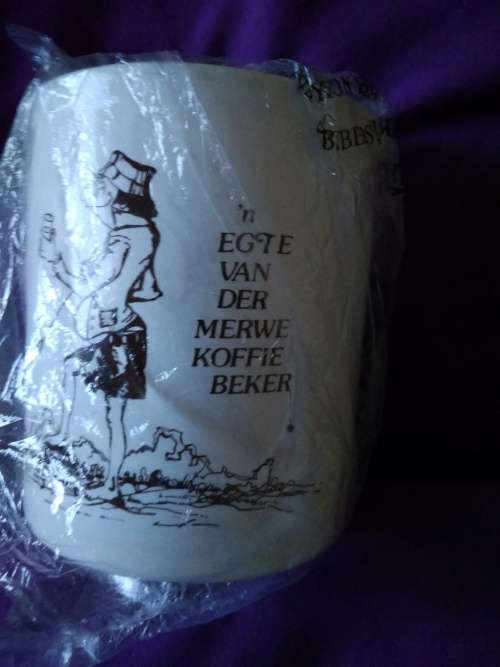 'n
EGTE
VAN
DER
MERWE
KOFFIE
BEKER